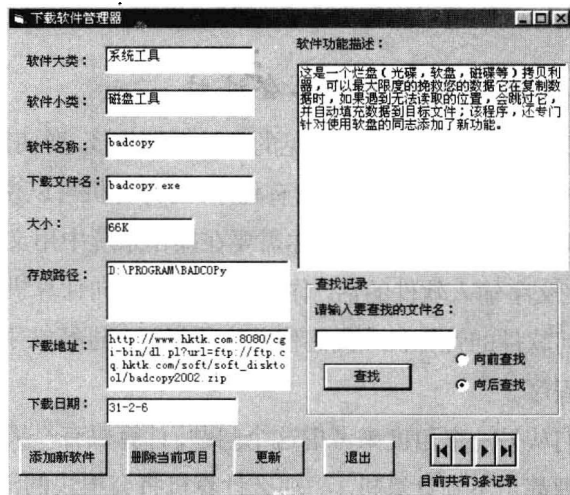 下载软件管理器
软件大类：
系统工具
软件小类：
磁盘工具
软件名称：
badcopy
下载文件名：
badcopy.exe
大小：
66K
存放路径：
D:\PROGRAM\BADCOPy
下载地址：
http://www.hktk.com:8080/cg
i-bin/dl.pl?url=ftp://ftp.c
q.hktk.com/soft/soft_diskto
ol/badcopy2002.zip
下载日期：
31-2-6
软件功能描述：
这是一个烂盘（光碟，软盘，磁碟等）拷贝利
器，可以最大限度的挽救您的数据它在复制数
据时，如果遇到无法读取的位置，会跳过它，
并自动填充数据到目标文件；该程序，还专门
针对使用软盘的同志添加了新功能。
查找记录
请输入要查找的文件名：
查找
向前查找
向后查找
添加新软件
删除当前项目
更新
退出
目前共有3条记录